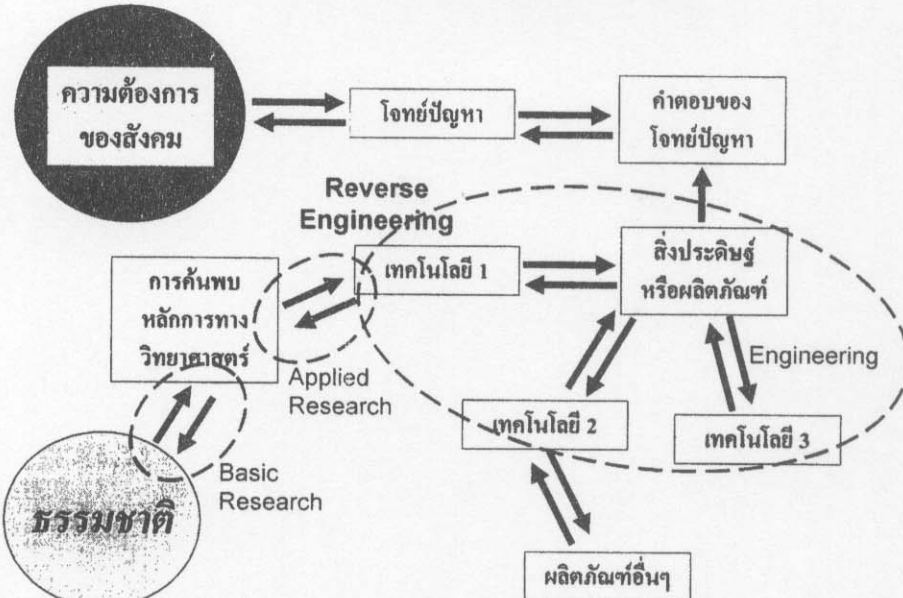 ความต้องการ
ของสังคม
โจทย์ปัญหา
คำตอบของ
โจทย์ปัญหา
Reverse
Engineering
เทคโนโลยี 1
สิ่งประดิษฐ์
หรือผลิตภัณฑ์
การค้นพบ
หลักการทาง
วิทยาศาสตร์
Applied
Research
Engineering
เทคโนโลยี 2
เทคโนโลยี 3
Basic
Research
ธรรมชาติ
ผลิตภัณฑ์อื่นๆ